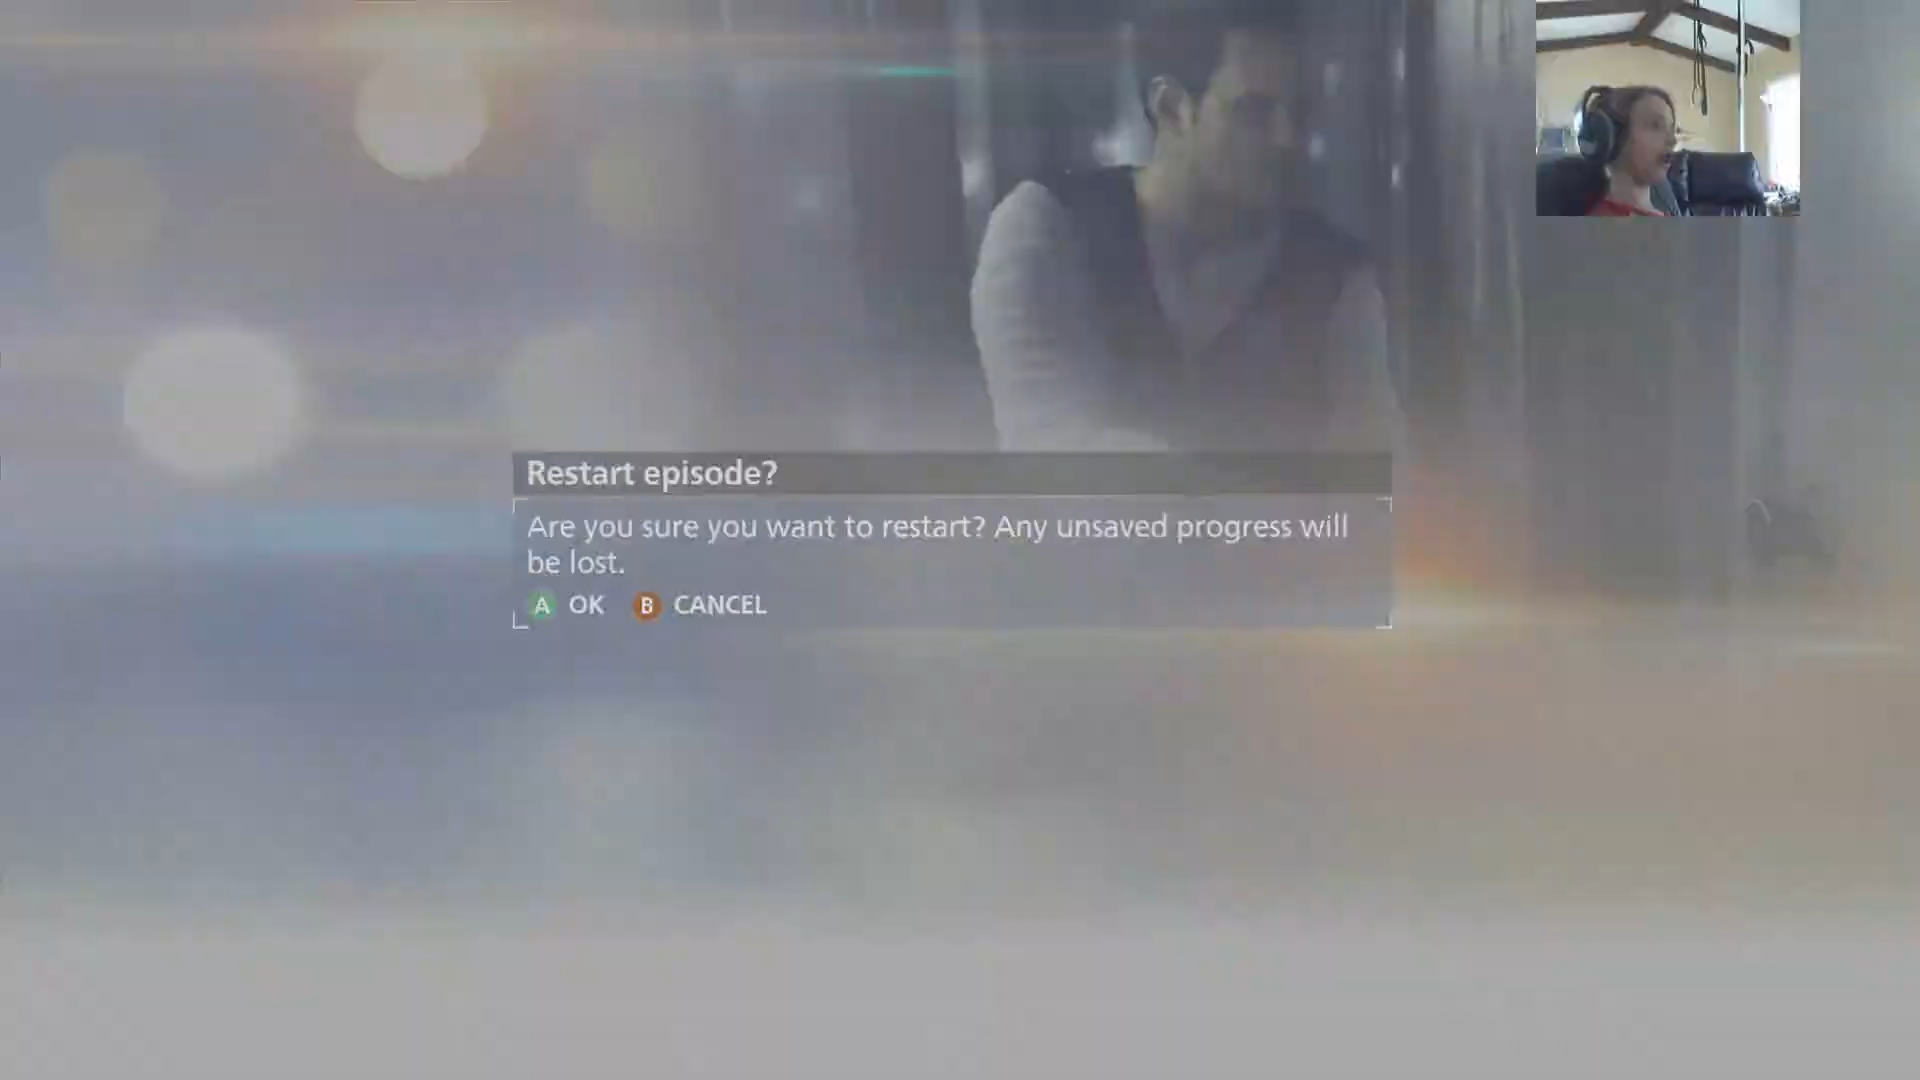 Restart episode?
Are you sure you want to restart? Any unsaved progress will
be lost.
A OK B CANCEL